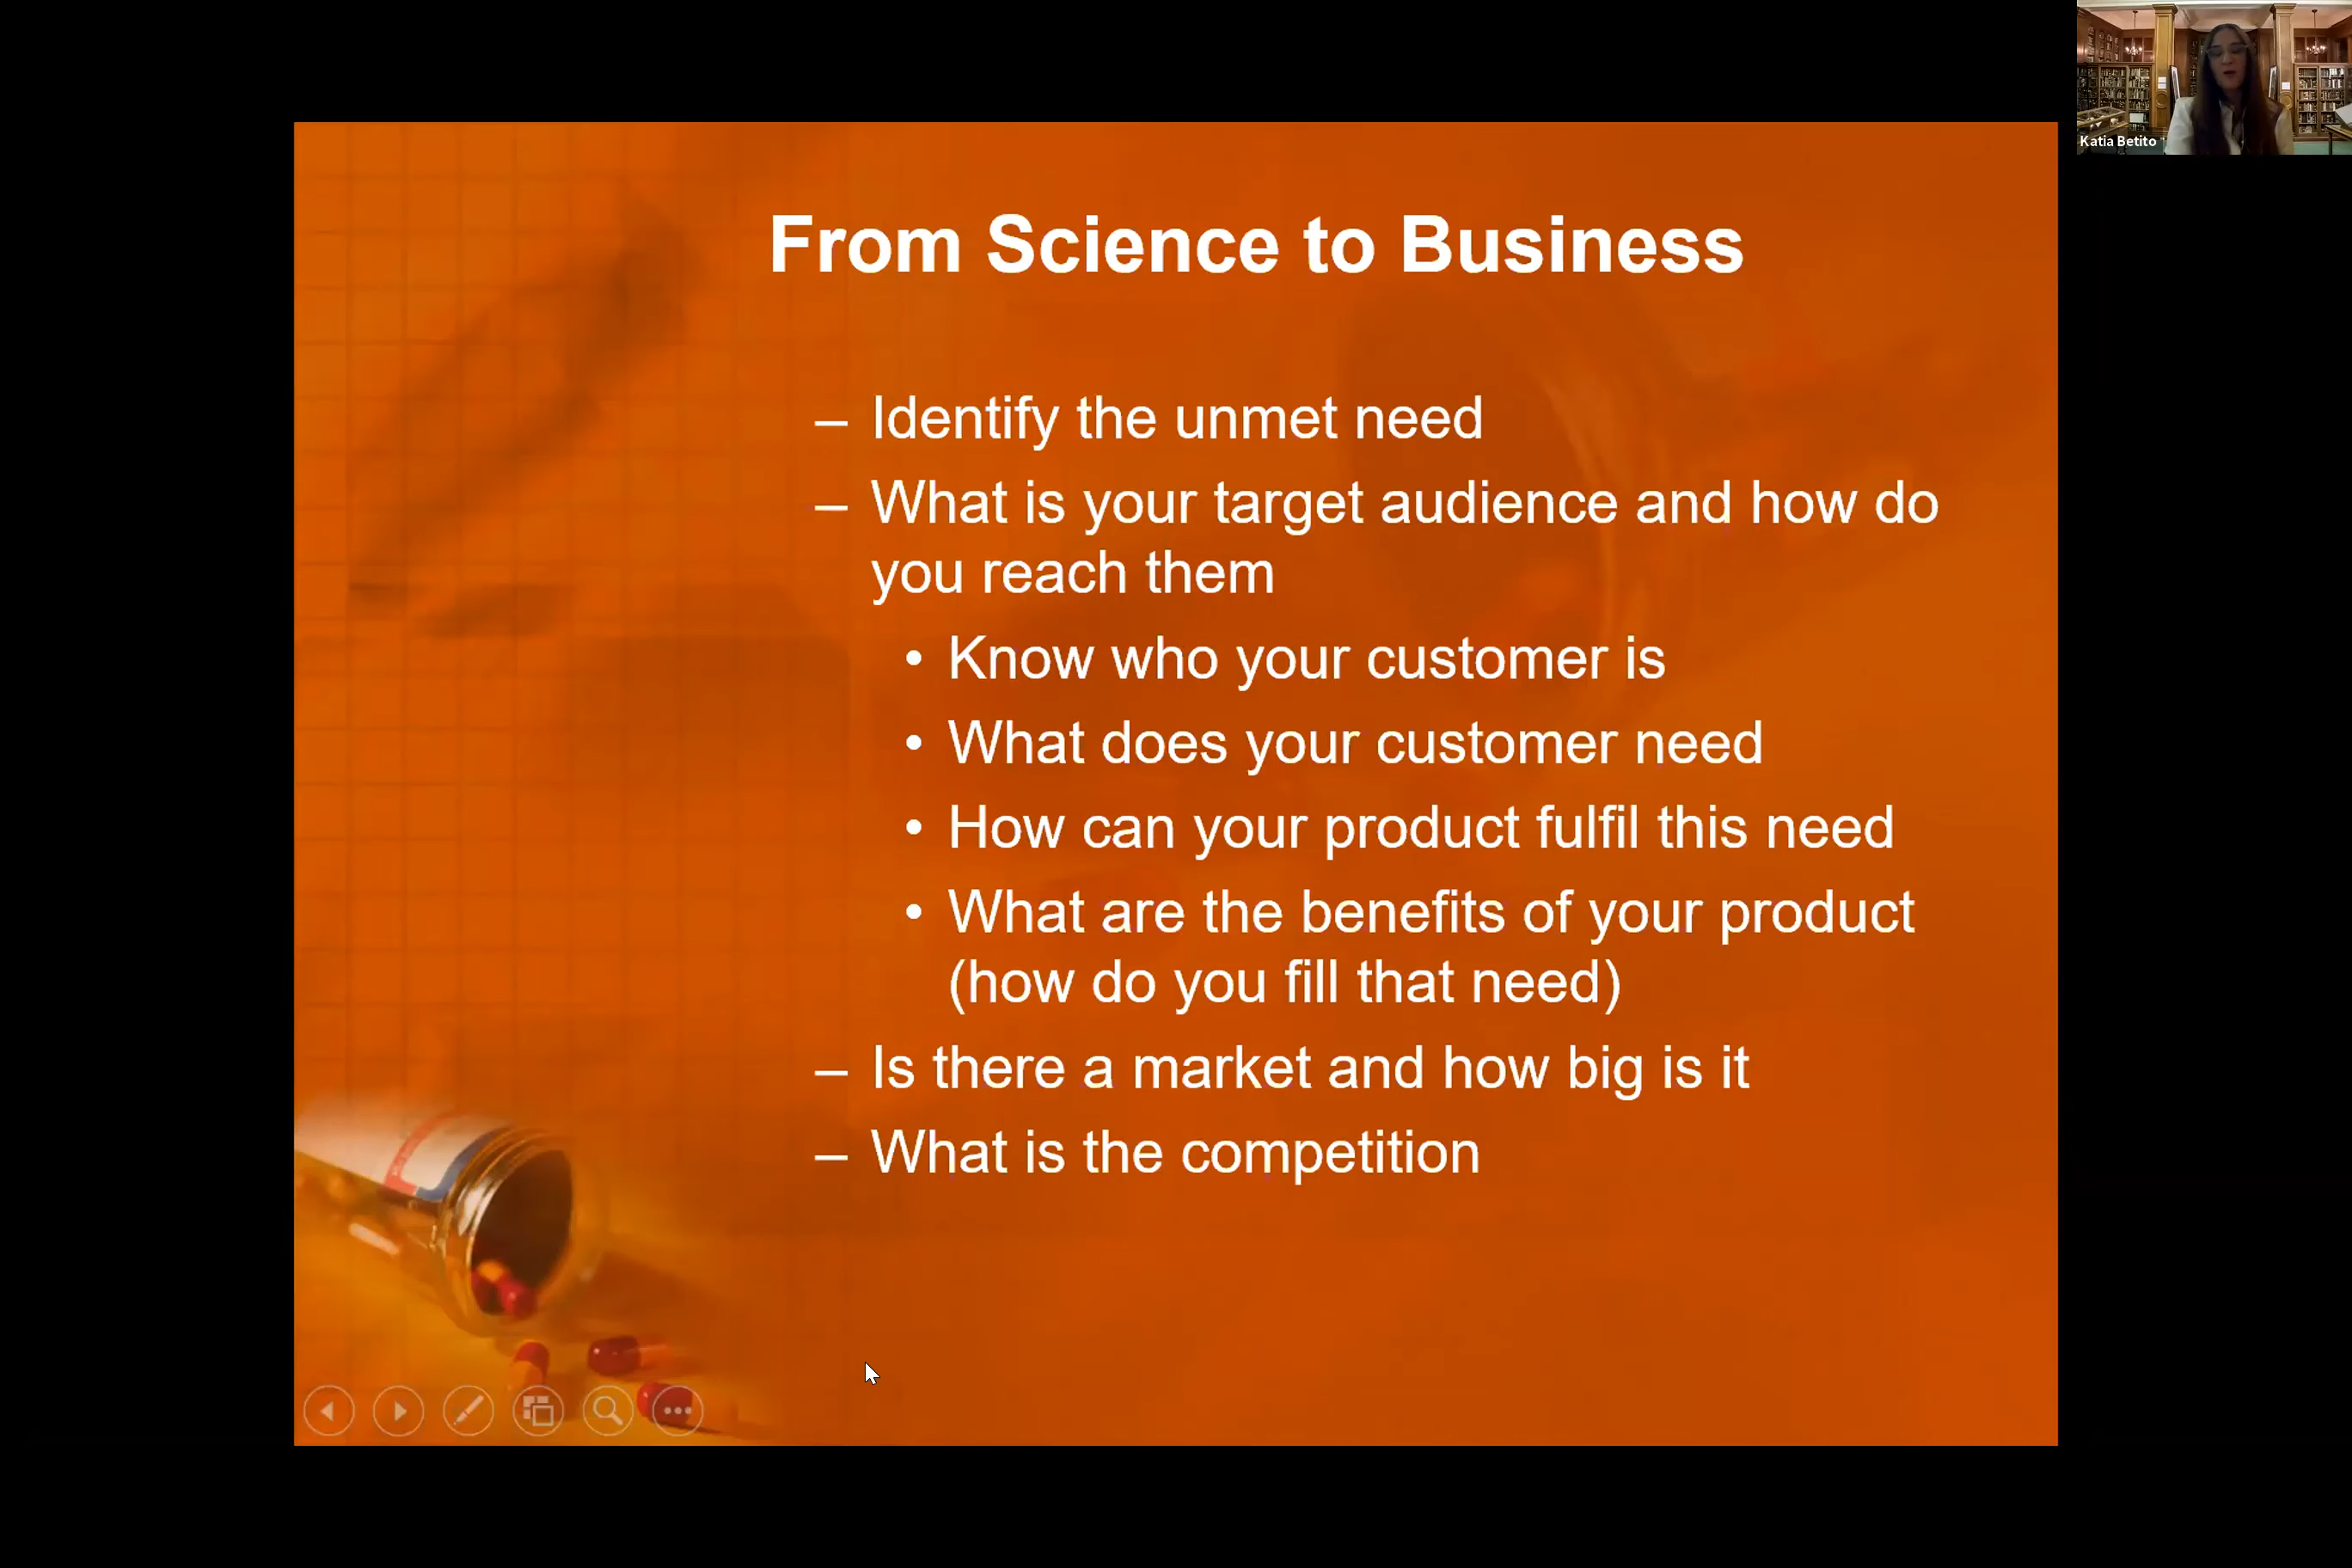 From Science to Business
– Identify the unmet need
– What is your target audience and how do
you reach them
• Know who your customer is
• What does your customer need
• How can your product fulfil this need
• What are the benefits of your product
(how do you fill that need)
– Is there a market and how big is it
– What is the competition
Katia Betito